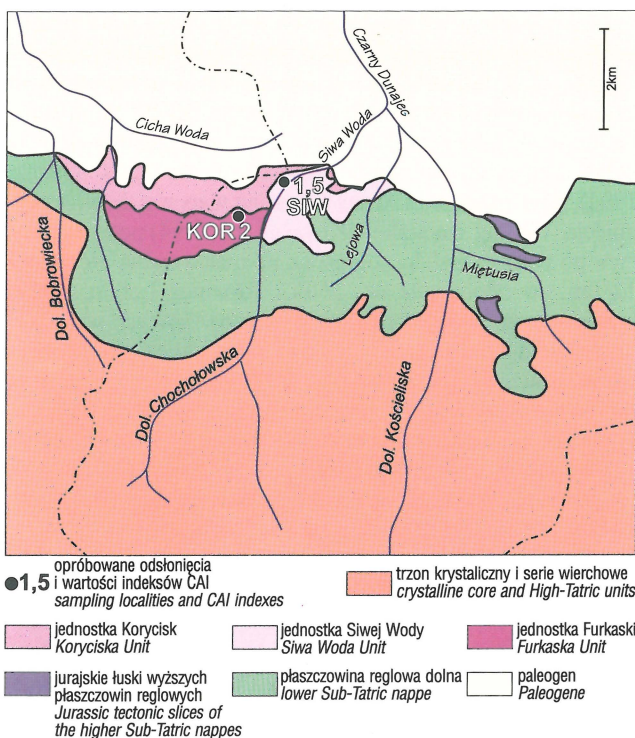 Czarny Dunajec
2km
Cicha Woda
Siwa Woda
1,5
SIW
KOR 2
Lejowa
Miętusia
Dol. Bobrowiecka
Dol. Chochołowska
Dol. Kościeliska
1,5
opróbowane odsłonięcia
i wartości indeksów CAI
sampling localities and CAI indexes
trzon krystaliczny i serie wierchowe
crystalline core and High-Tatric units
jednostka Korycisk
Koryciska Unit
jednostka Siwej Wody
Siwa Woda Unit
jednostka Furkaski
Furkaska Unit
jurajskie łuski wyższych
płaszczowin reglowych
Jurassic tectonic slices of
the higher Sub-Tatric nappes
płaszczowina reglowa dolna
lower Sub-Tatric nappe
paleogen
Paleogene